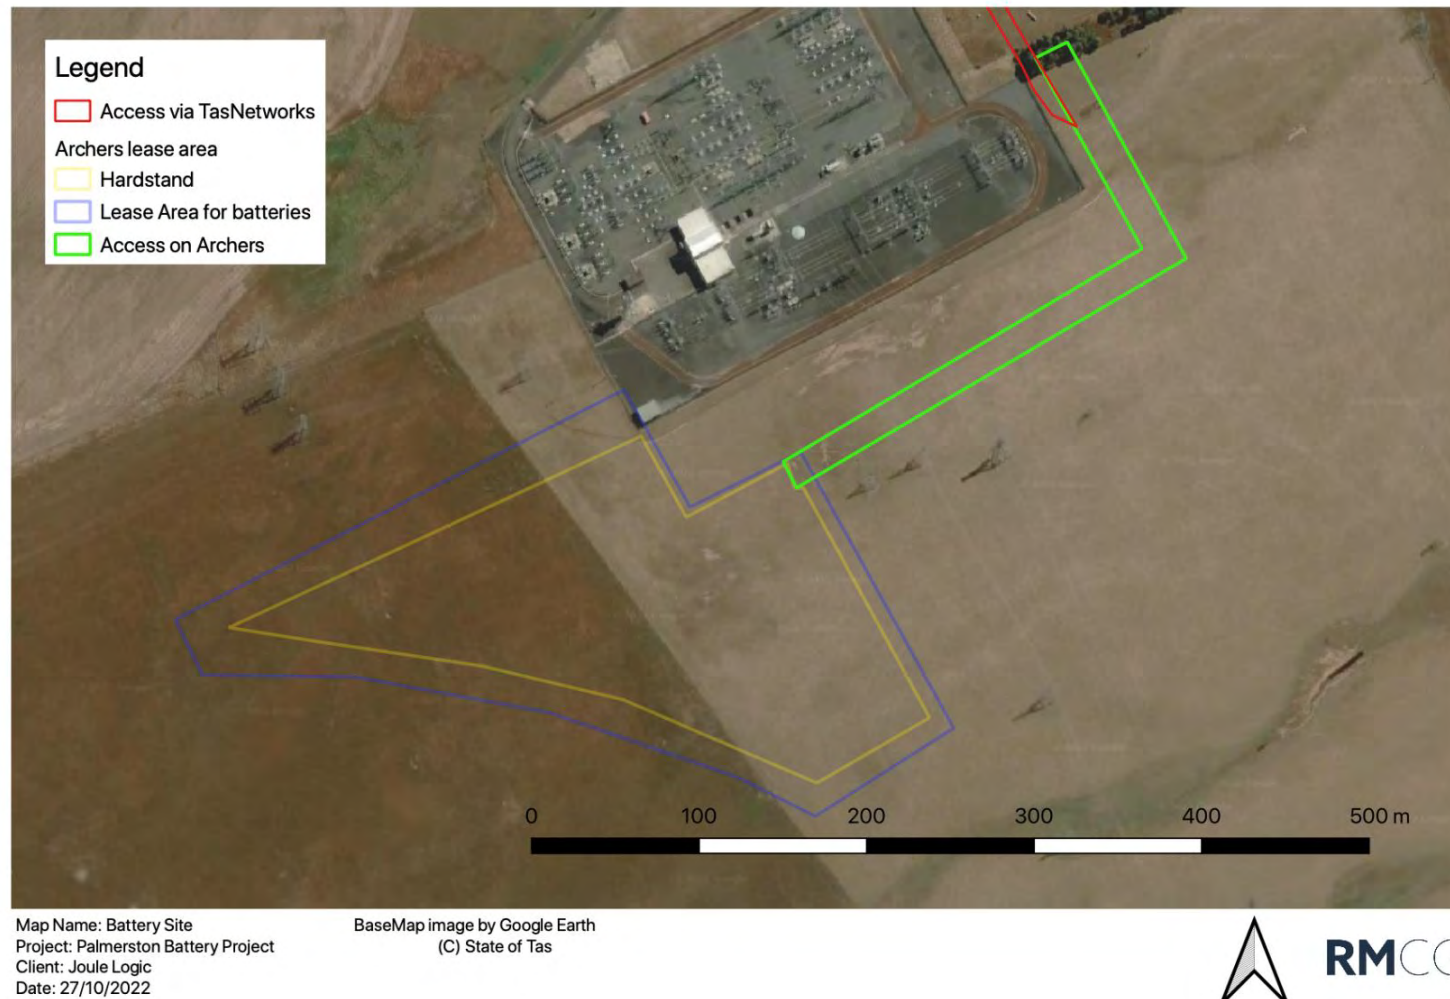 Legend
Access via TasNetworks
Archers lease area
Hardstand
Lease Area for batteries
Access on Archers
0 100 200 300 400 500 m
Map Name: Battery Site
Project: Palmerston Battery Project
Client: Joule Logic
Date: 27/10/2022
BaseMap image by Google Earth
(C) State of Tas
RMCG